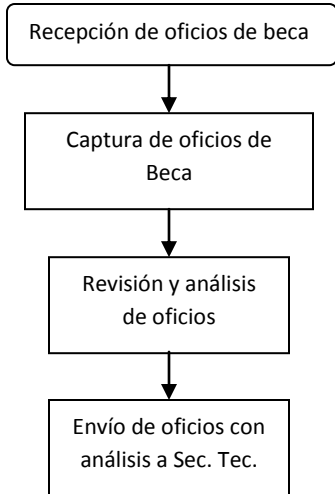 Recepción de oficios de beca
Captura de oficios de
Beca
Revisión y análisis
de oficios
Envío de oficios con
análisis a Sec. Tec.